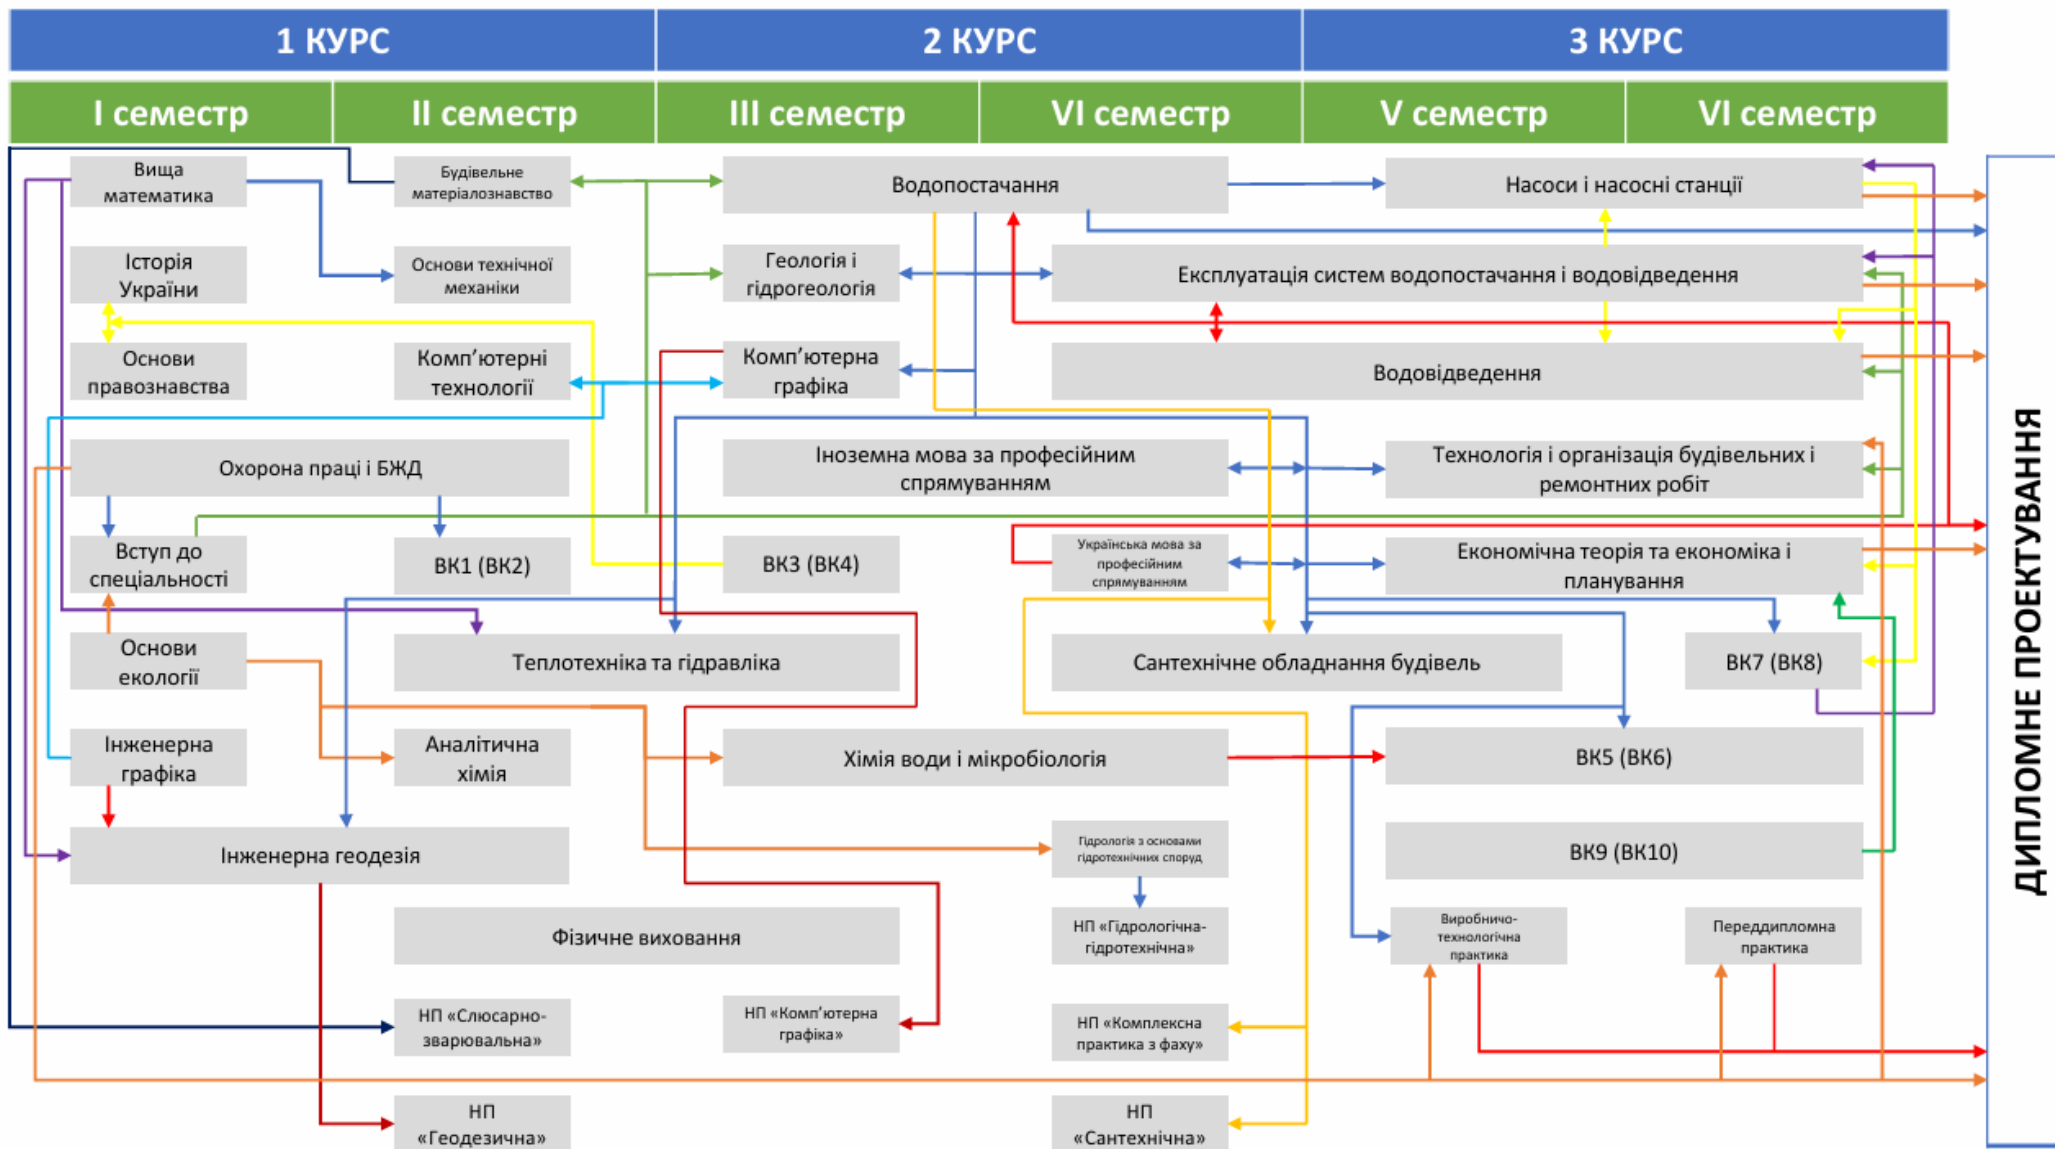 1 КУРС
2 КУРС
3 КУРС
I семестр
II семестр
III семестр
VI семестр
V семестр
VI семестр
Вища
математика
Будівельне
матеріалознавство
Водопостачання
Насоси і насосні станції
Історія
України
Основи технічної
механіки
Геологія і
гідрогеологія
Експлуатація систем водопостачання і водовідведення
Основи
правознавства
Комп’ютерні
технології
Комп’ютерна
графіка
Водовідведення
Охорона праці і БЖД
Іноземна мова за професійним
спрямуванням
Технологія і організація будівельних і
ремонтних робіт
Вступ до
спеціальності
ВК1 (ВК2)
ВК3 (ВК4)
Українська мова за
професійним
спрямуванням
Економічна теорія та економіка і
планування
Основи
екології
Теплотехніка та гідравліка
Сантехнічне обладнання будівель
ВК7 (ВК8)
Інженерна
графіка
Аналітична
хімія
Хімія води і мікробіологія
ВК5 (ВК6)
Інженерна геодезія
Гідрологія з основами
гідротехнічних споруд
ВК9 (ВК10)
Фізичне виховання
НП «Гідрологічна-
гідротехнічна»
Виробничо-
технологічна
практика
Переддипломна
практика
НП «Слюсарно-
зварювальна»
НП «Комп’ютерна
графіка»
НП «Комплексна
практика з фаху»
НП
«Геодезична»
НП
«Сантехнічна»
ДИПЛОМНЕ ПРОЕКТУВАННЯ